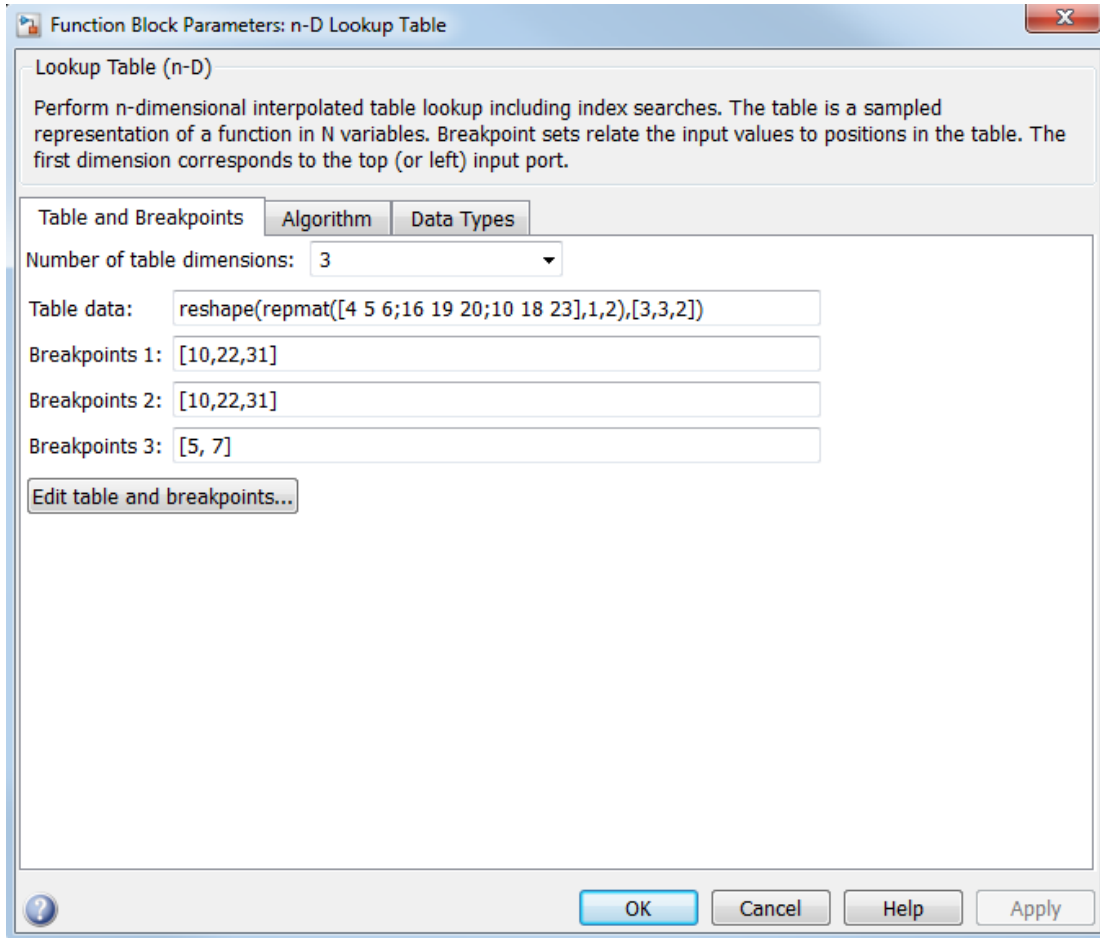 Function Block Parameters: n-D Lookup Table
X
Lookup Table (n-D)
Perform n-dimensional interpolated table lookup including index searches. The table is a sampled
representation of a function in N variables. Breakpoint sets relate the input values to positions in the table. The
first dimension corresponds to the top (or left) input port.
Table and Breakpoints Algorithm Data Types
Number of table dimensions: 3
Table data: reshape(repmat([4 5 6;16 19 20;10 18 23],1,2),[3,3,2])
Breakpoints 1: [10,22,31]
Breakpoints 2: [10,22,31]
Breakpoints 3: [5, 7]
Edit table and breakpoints...
? OK Cancel Help Apply